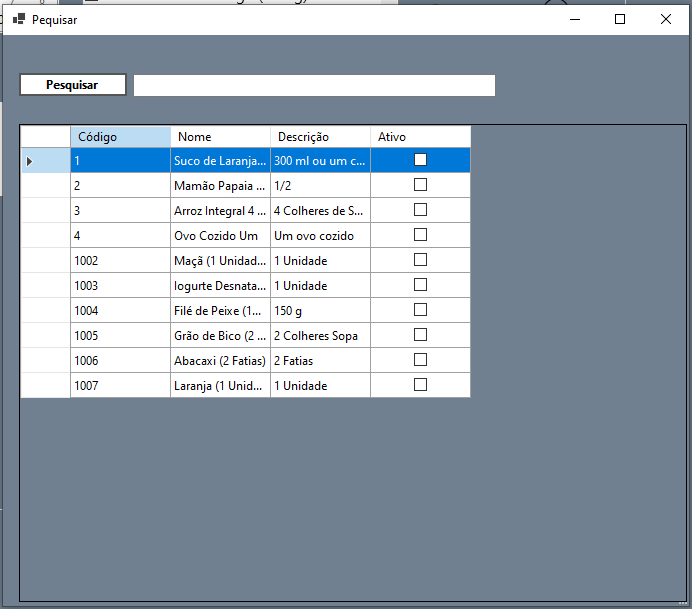 Pequisar
Pesquisar
Código Nome Descrição Ativo
1 Suco de Laranja... 300 ml ou um c...
2 Mamão Papaia ... 1/2
3 Arroz Integral 4 ... 4 Colheres de S...
4 Ovo Cozido Um Um ovo cozido
1002 Maçã (1 Unidad... 1 Unidade
1003 Iogurte Desnata... 1 Unidade
1004 Filé de Peixe (1... 150 g
1005 Grão de Bico (2 ... 2 Colheres Sopa
1006 Abacaxi (2 Fatias) 2 Fatias
1007 Laranja (1 Unid... 1 Unidade